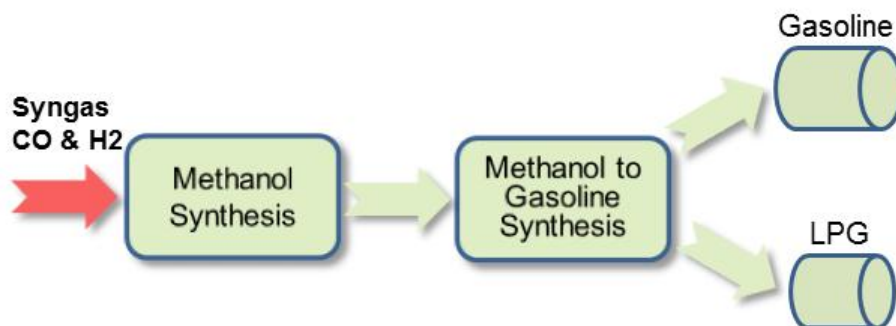 Gasoline
Syngas
CO & H2
Methanol
Synthesis
Methanol to
Gasoline
Synthesis
LPG